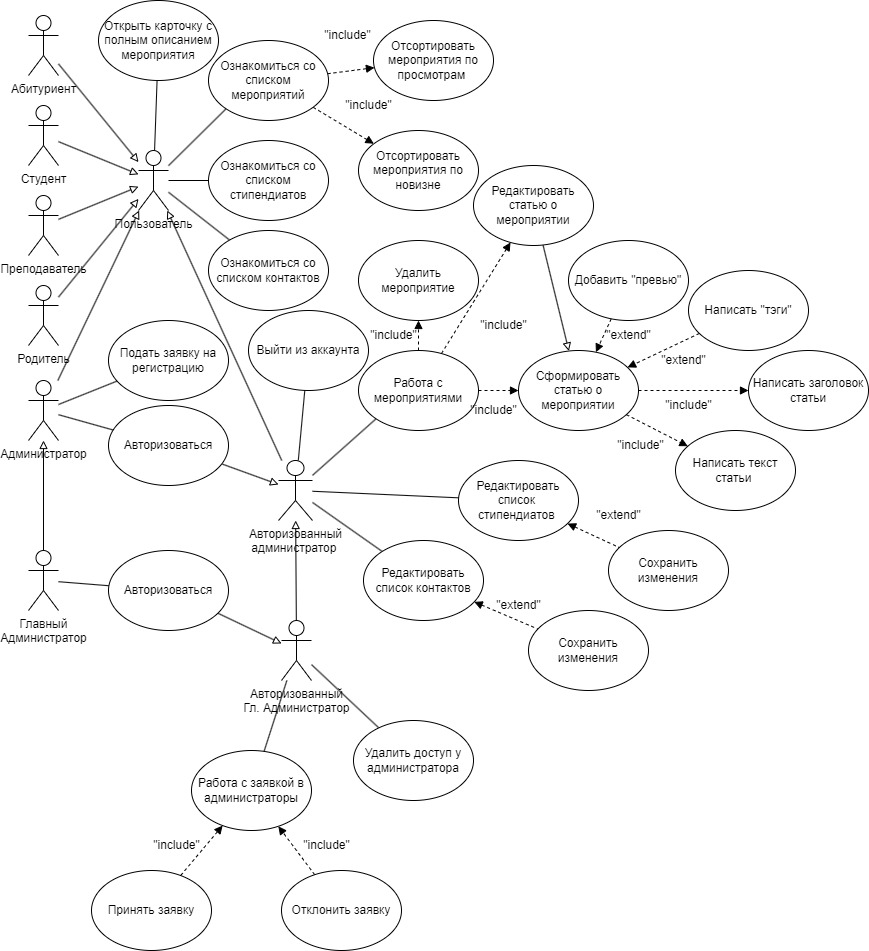 Открыть карточку с
полным описанием
мероприятия
"include"
Отсортировать
мероприятия по
просмотрам
Ознакомиться со
списком
мероприятий
Абитуриент
"include"
Отсортировать
мероприятия по
новизне
Студент
Ознакомиться со
списком
стипендиатов
Редактировать
статью о
мероприятии
Пользователь
Преподаватель
Ознакомиться со
списком контактов
Удалить
мероприятие
Добавить "превью"
Написать "тэги"
"include"
"include"
"extend"
Родитель
Подать заявку на
регистрацию
Выйти из аккаунта
"extend"
Работа с
мероприятиями
"include"
Сформировать
статью о
мероприятии
"include"
Написать заголовок
статьи
Администратор
Авторизоваться
"include"
Написать текст
статьи
Редактировать
список
стипендиатов
"extend"
Авторизованный
администратор
Сохранить
изменения
Редактировать
список контактов
"extend"
Главный
Администратор
Авторизоваться
Сохранить
изменения
Авторизованный
Гл. Администратор
Удалить доступ у
администратора
Работа с заявкой в
администраторы
"include"
"include"
Принять заявку
Отклонить заявку